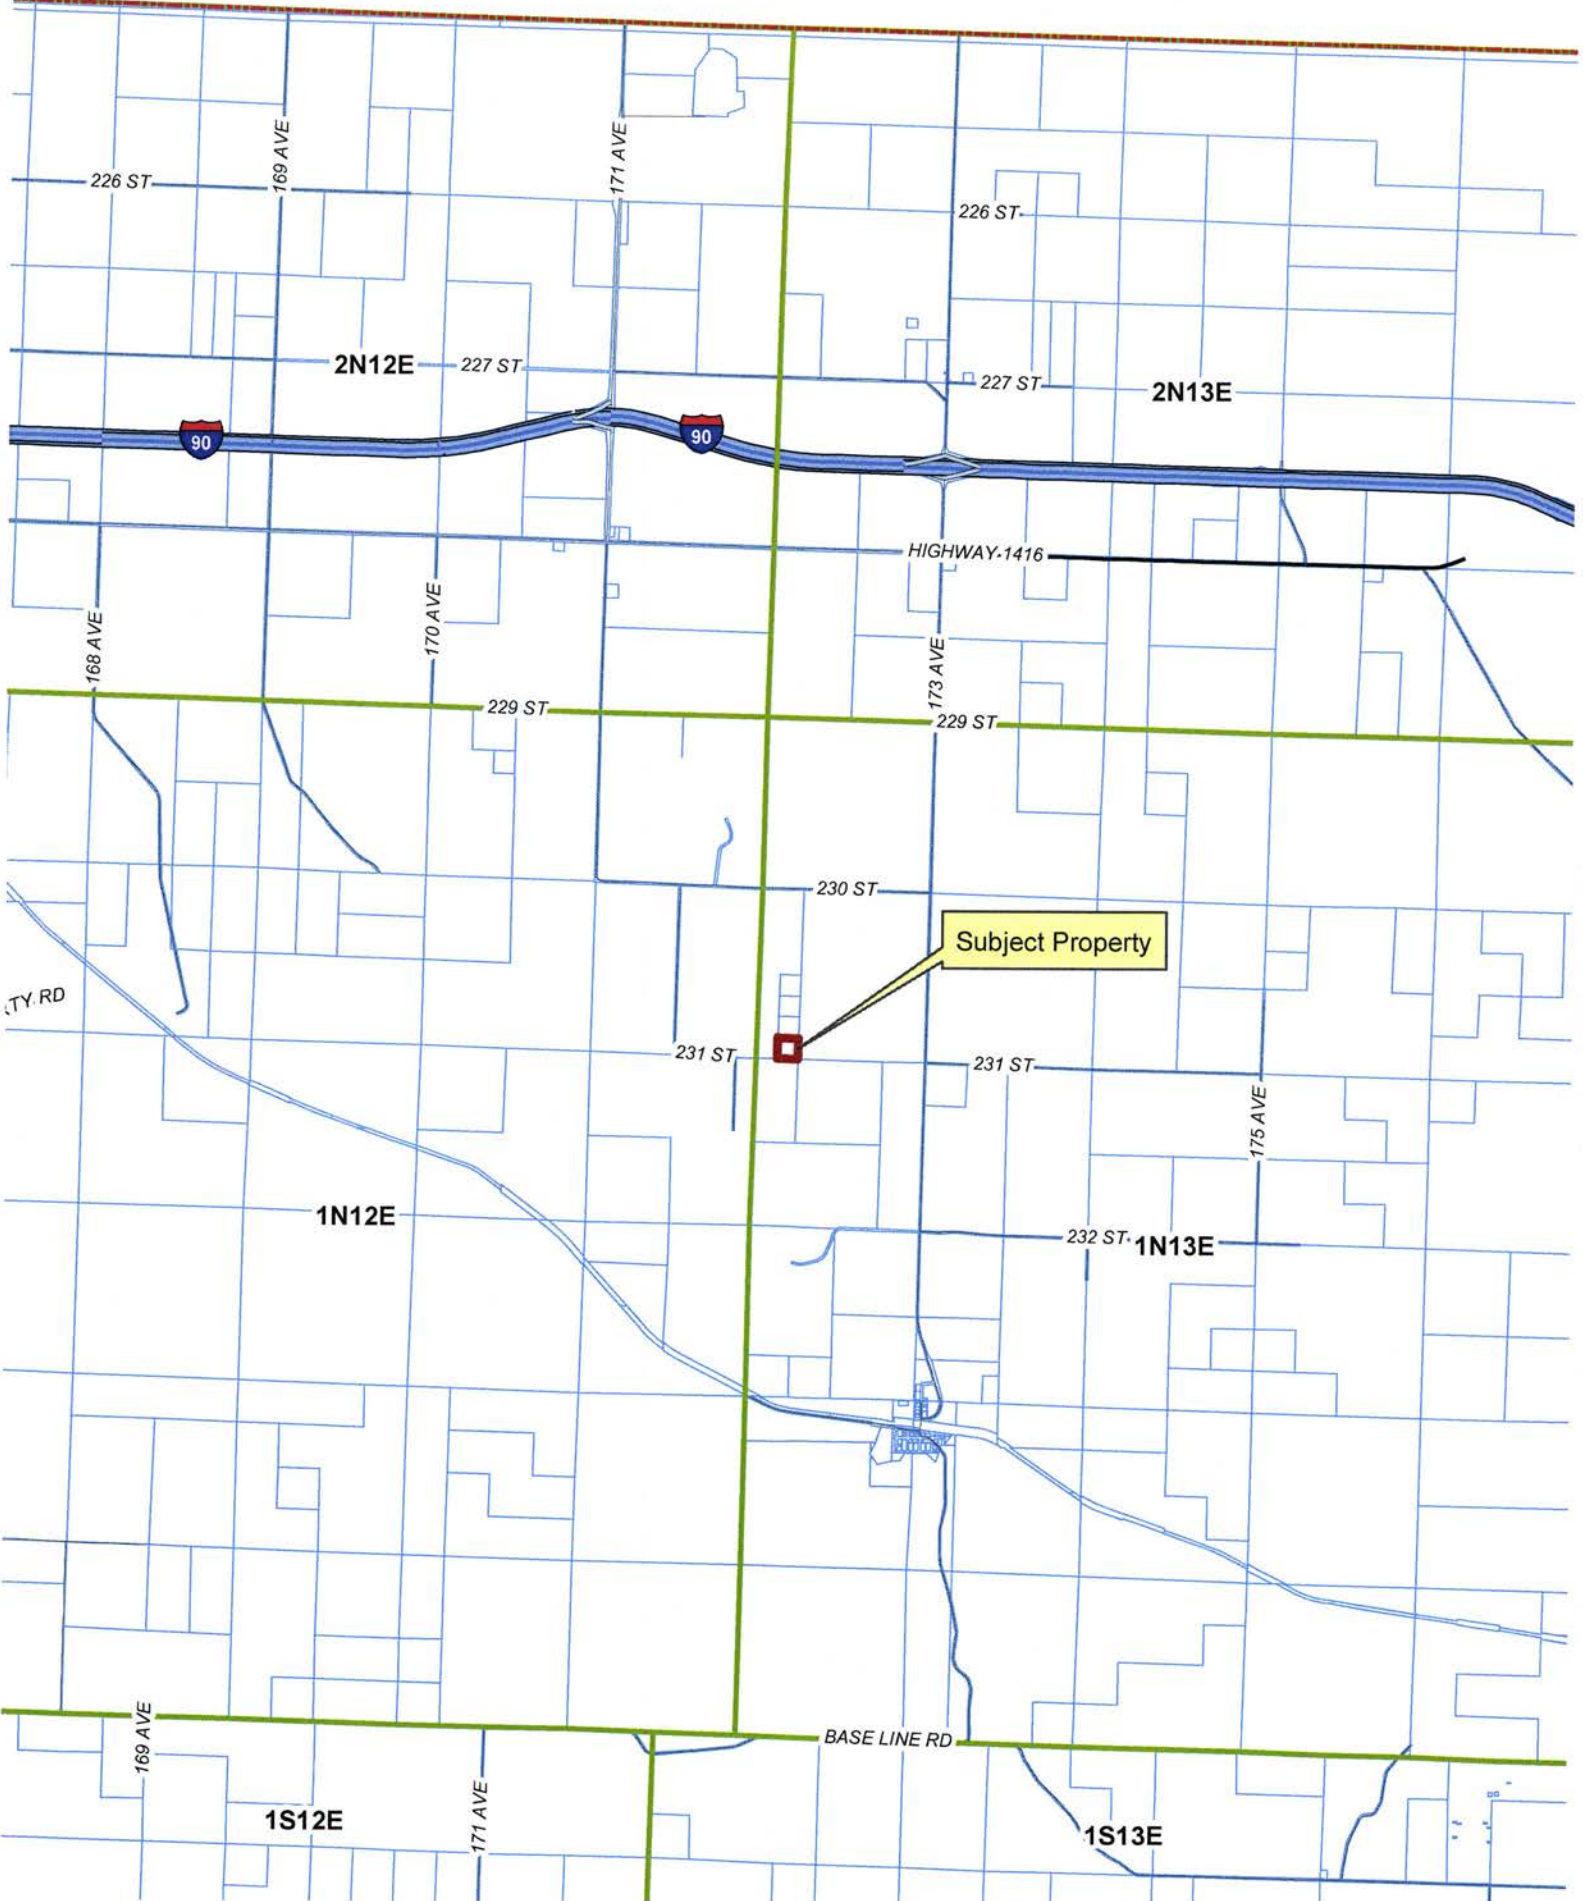 169 AVE
171 AVE
226 ST
226 ST
2N12E
227 ST
227 ST
2N13E
90
90
HIGHWAY 1416
168 AVE
170 AVE
173 AVE
229 ST
229 ST
230 ST
Subject Property
TY RD
231 ST
231 ST
175 AVE
1N12E
232 ST
1N13E
169 AVE
BASE LINE RD
171 AVE
1S12E
1S13E